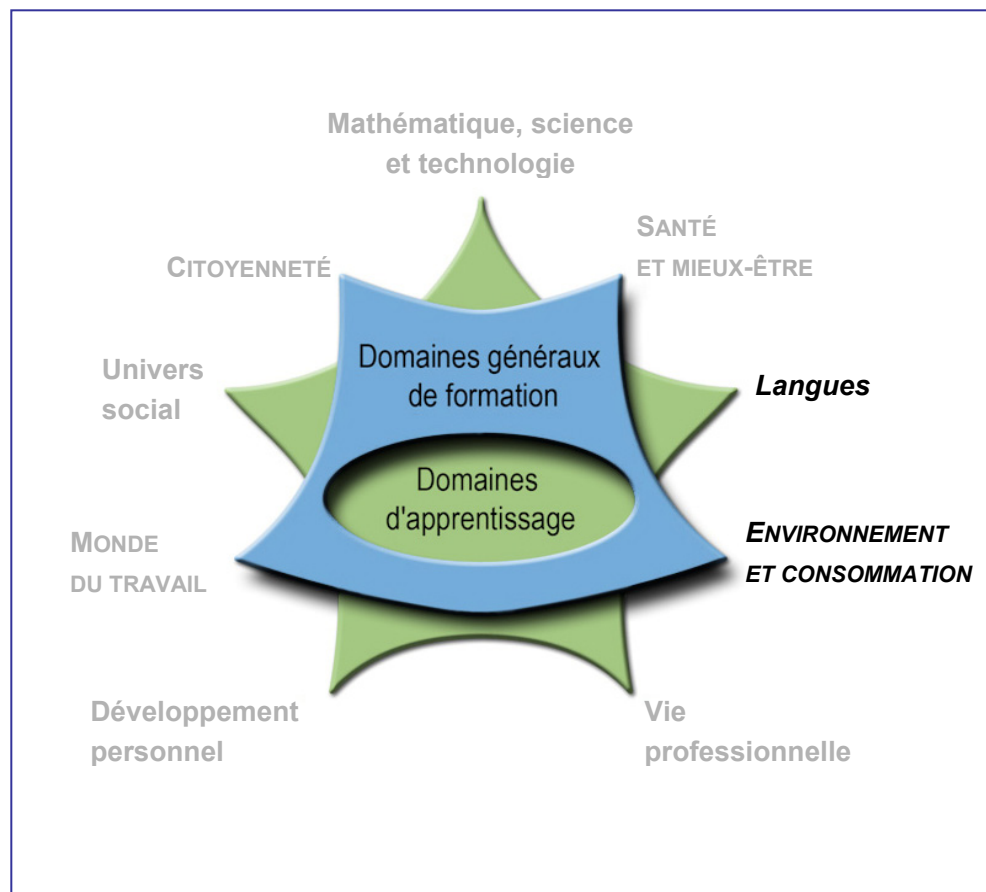 Mathématique, science
et technologie
SANTÉ
ET MIEUX-ÊTRE
CITOYENNETÉ
Domaines généraux
de formation
Univers
social
Langues
Domaines
d'apprentissage
MONDE
DU TRAVAIL
ENVIRONNEMENT
ET CONSOMMATION
Développement
personnel
Vie
professionnelle